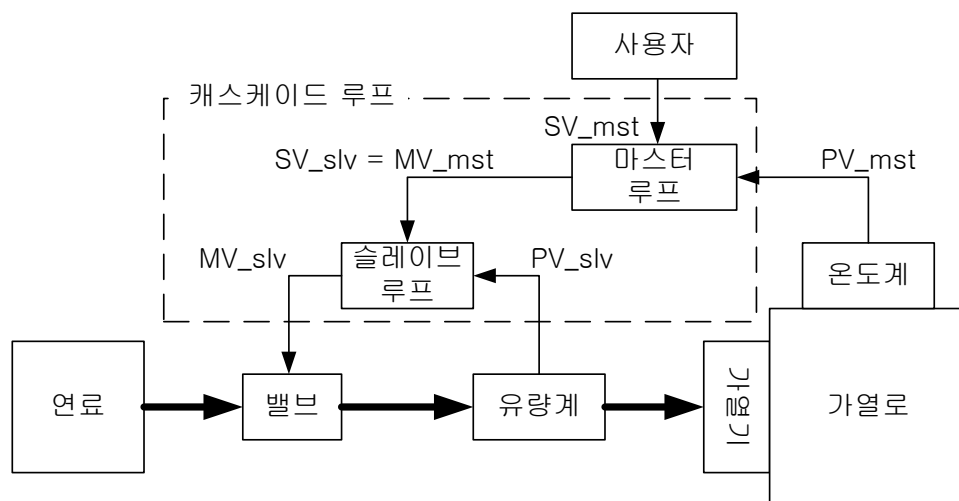 사용자
캐스케이드 루프
SV_mst
SV_slv = MV_mst
마스터
루프
PV_mst
MV_slv
슬레이브
루프
PV_slv
온도계
연료
밸브
유량계
가열기
가열로